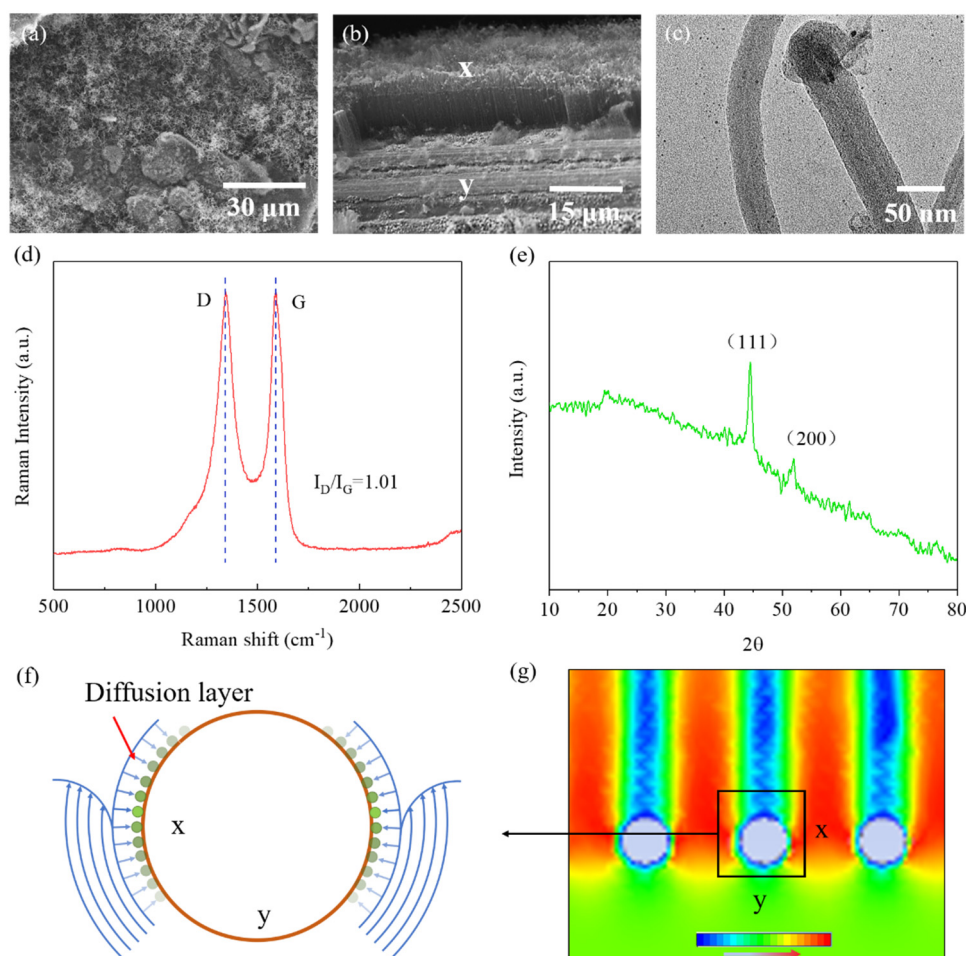 (a)
30 μm
(b)
x
y
15 μm
(c)
50 nm
(d)
D
G
I_D/I_G=1.01
Raman Intensity (a.u.)
500 1000 1500 2000 2500
Raman shift (cm⁻¹)
(e)
(111)
(200)
Intensity (a.u.)
10 20 30 40 50 60 70 80
2θ
(f)
Diffusion layer
x
y
(g)
x
y